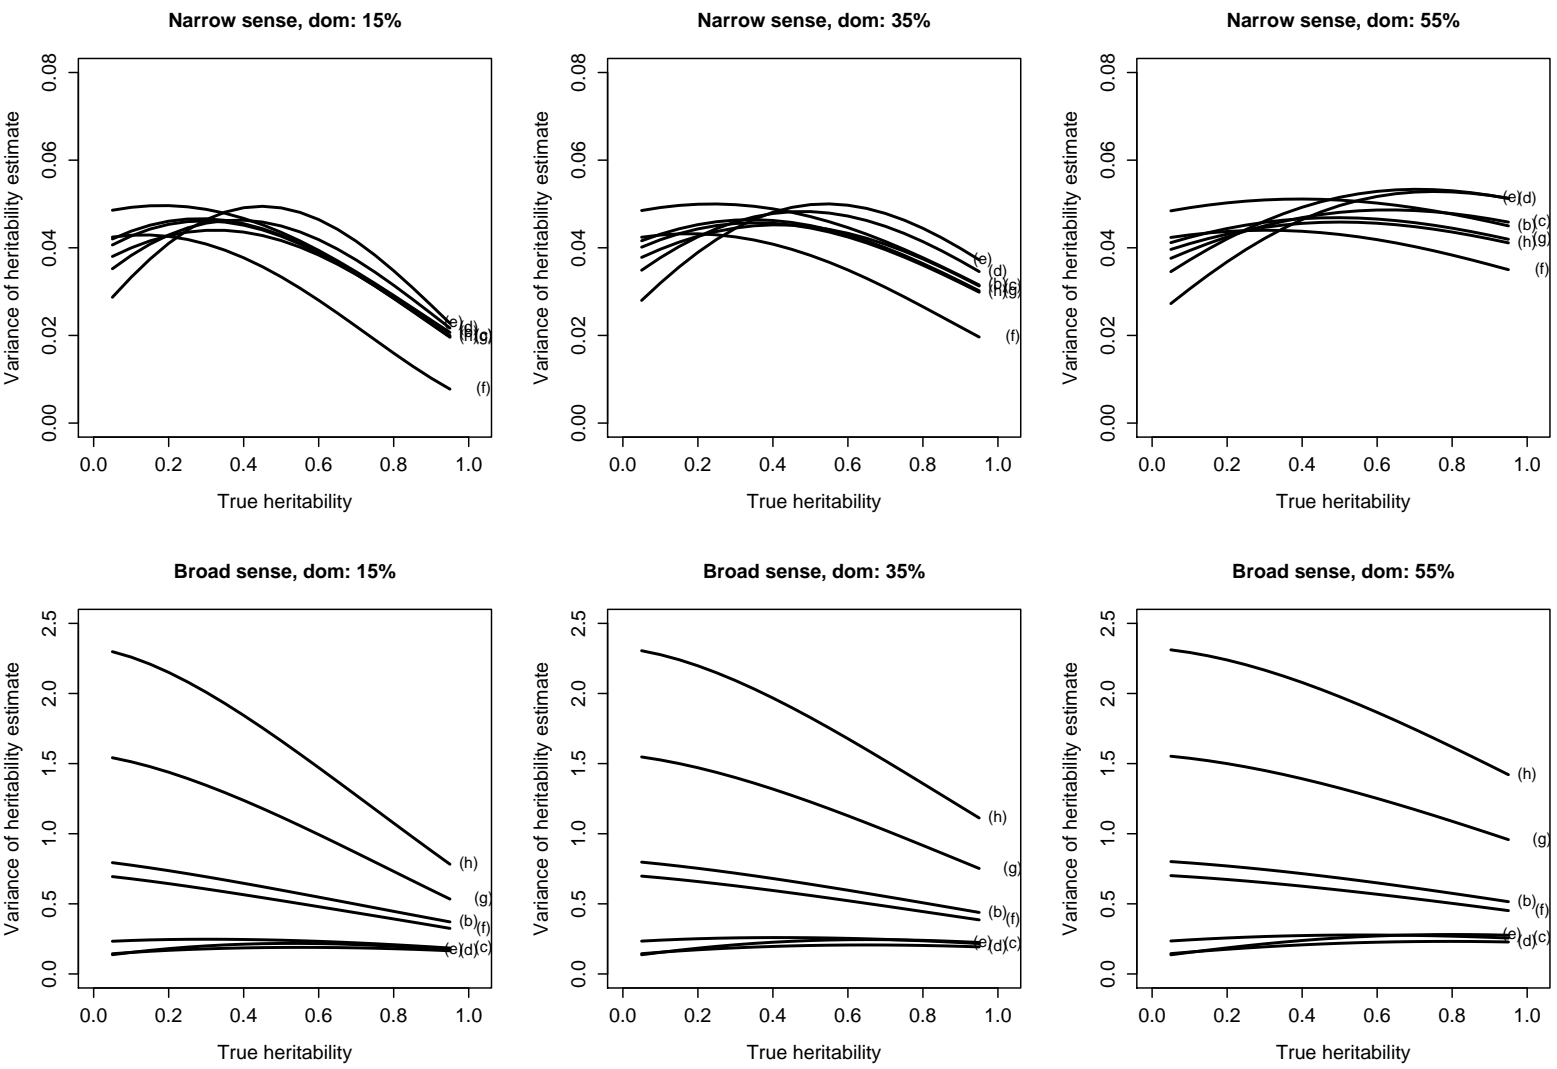 Narrow sense, dom: 15%
Variance of heritability estimate
0.00 0.02 0.04 0.06 0.08
(e)
(d)
(g)
(f)
0.0 0.2 0.4 0.6 0.8 1.0
True heritability
Narrow sense, dom: 35%
Variance of heritability estimate
0.00 0.02 0.04 0.06 0.08
(e)
(d)
(b)(c)
(h)(g)
(f)
0.0 0.2 0.4 0.6 0.8 1.0
True heritability
Narrow sense, dom: 55%
Variance of heritability estimate
0.00 0.02 0.04 0.06 0.08
(e)(d)
(b)(c)
(h)(g)
(f)
0.0 0.2 0.4 0.6 0.8 1.0
True heritability
Broad sense, dom: 15%
Variance of heritability estimate
0.0 0.5 1.0 1.5 2.0 2.5
(h)
(g)
(b)
(f)
(e)(d)(c)
0.0 0.2 0.4 0.6 0.8 1.0
True heritability
Broad sense, dom: 35%
Variance of heritability estimate
0.0 0.5 1.0 1.5 2.0 2.5
(h)
(g)
(b)
(f)
(e)(d)(c)
0.0 0.2 0.4 0.6 0.8 1.0
True heritability
Broad sense, dom: 55%
Variance of heritability estimate
0.0 0.5 1.0 1.5 2.0 2.5
(h)
(g)
(b)
(f)
(e)(d)(c)
0.0 0.2 0.4 0.6 0.8 1.0
True heritability